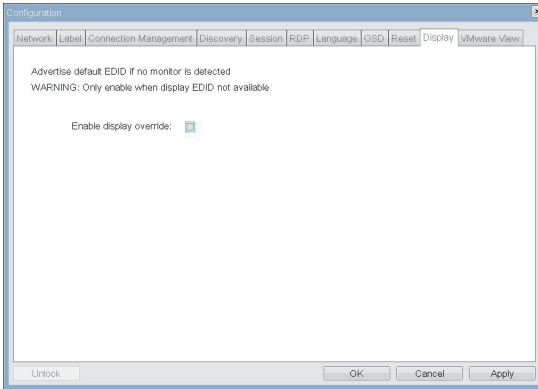 Configuration
Network Label Connection Management Discovery Session RDP Language OSD Reset Display VMware View
Advertise default EDID if no monitor is detected
WARNING: Only enable when display EDID not available
Enable display override:
Unlock OK Cancel Apply